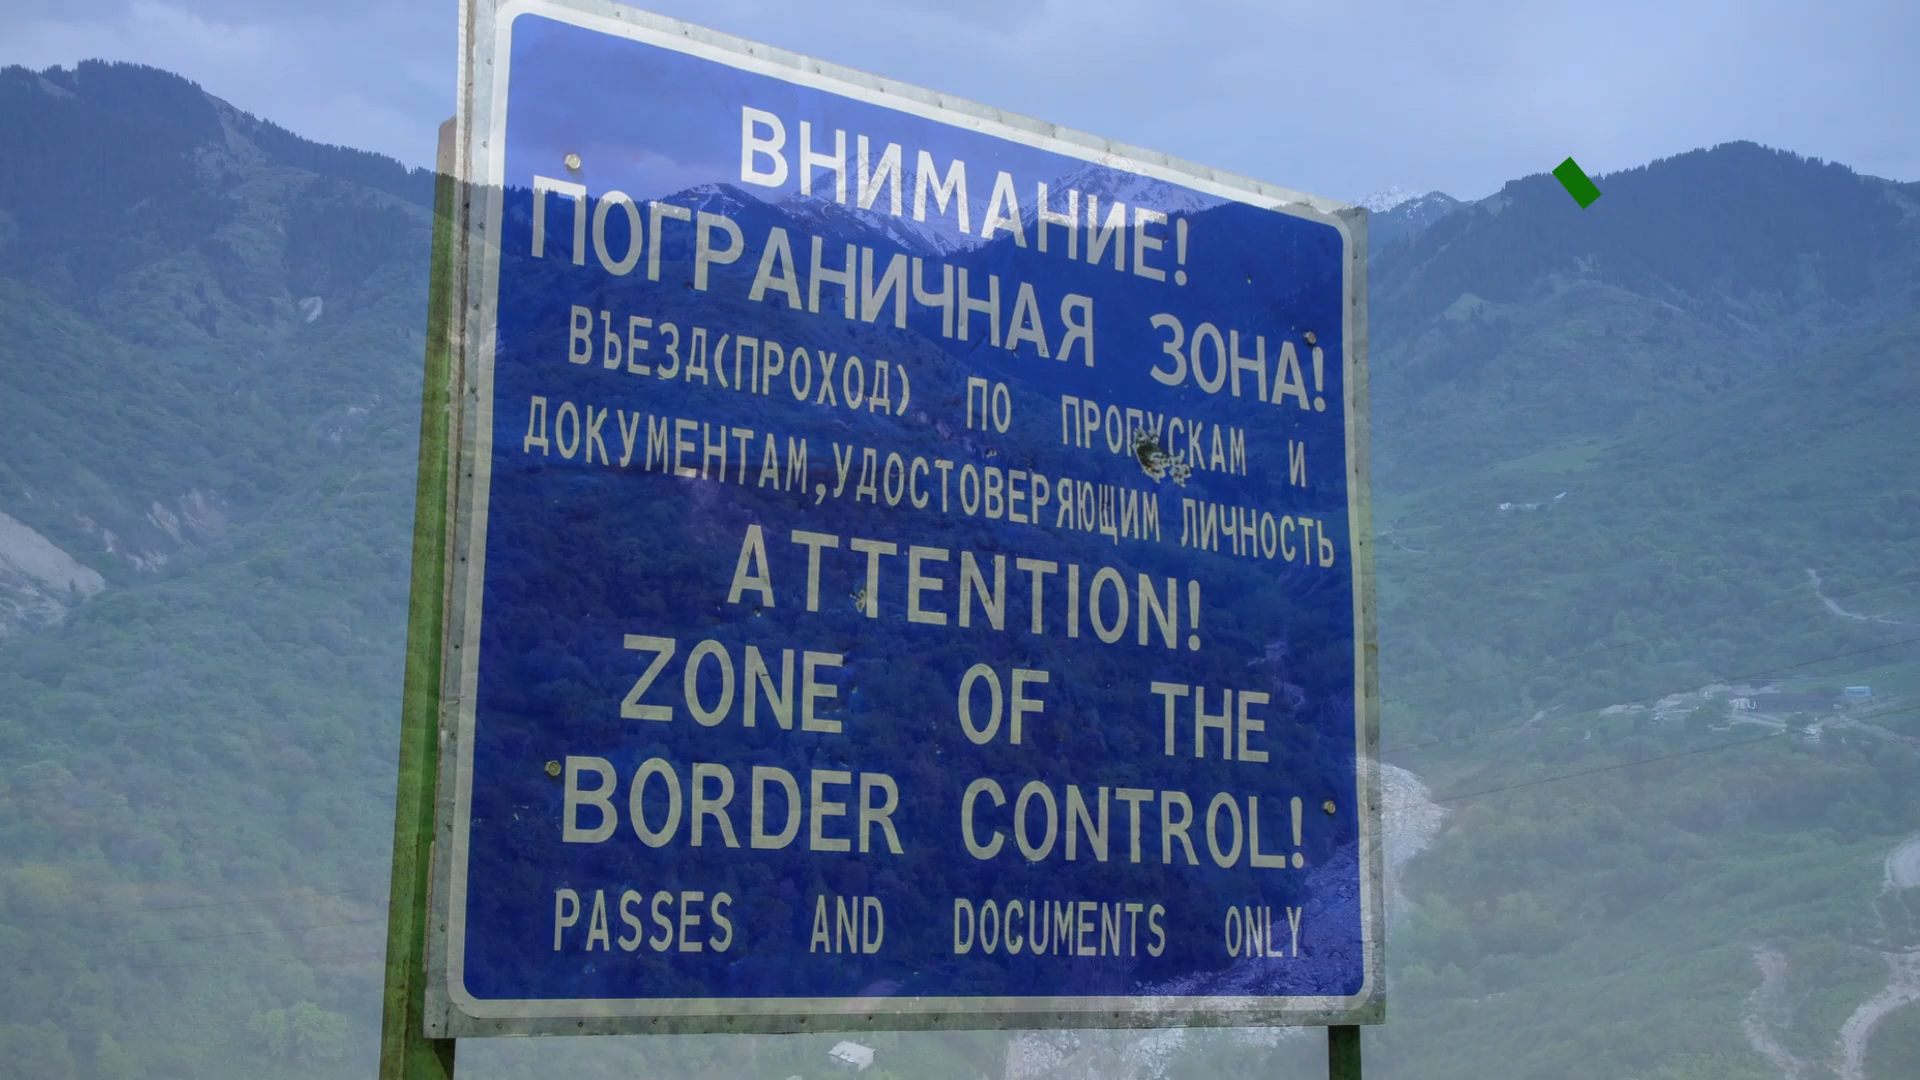 ВНИМАНИЕ!
ПОГРАНИЧНАЯ ЗОНА!
ВЪЕЗД(ПРОХОД) ПО ПРОПУСКАМ И
ДОКУМЕНТАМ,УДОСТОВЕРЯЮЩИМ ЛИЧНОСТЬ
ATTENTION!
ZONE OF THE
BORDER CONTROL!
PASSES AND DOCUMENTS ONLY